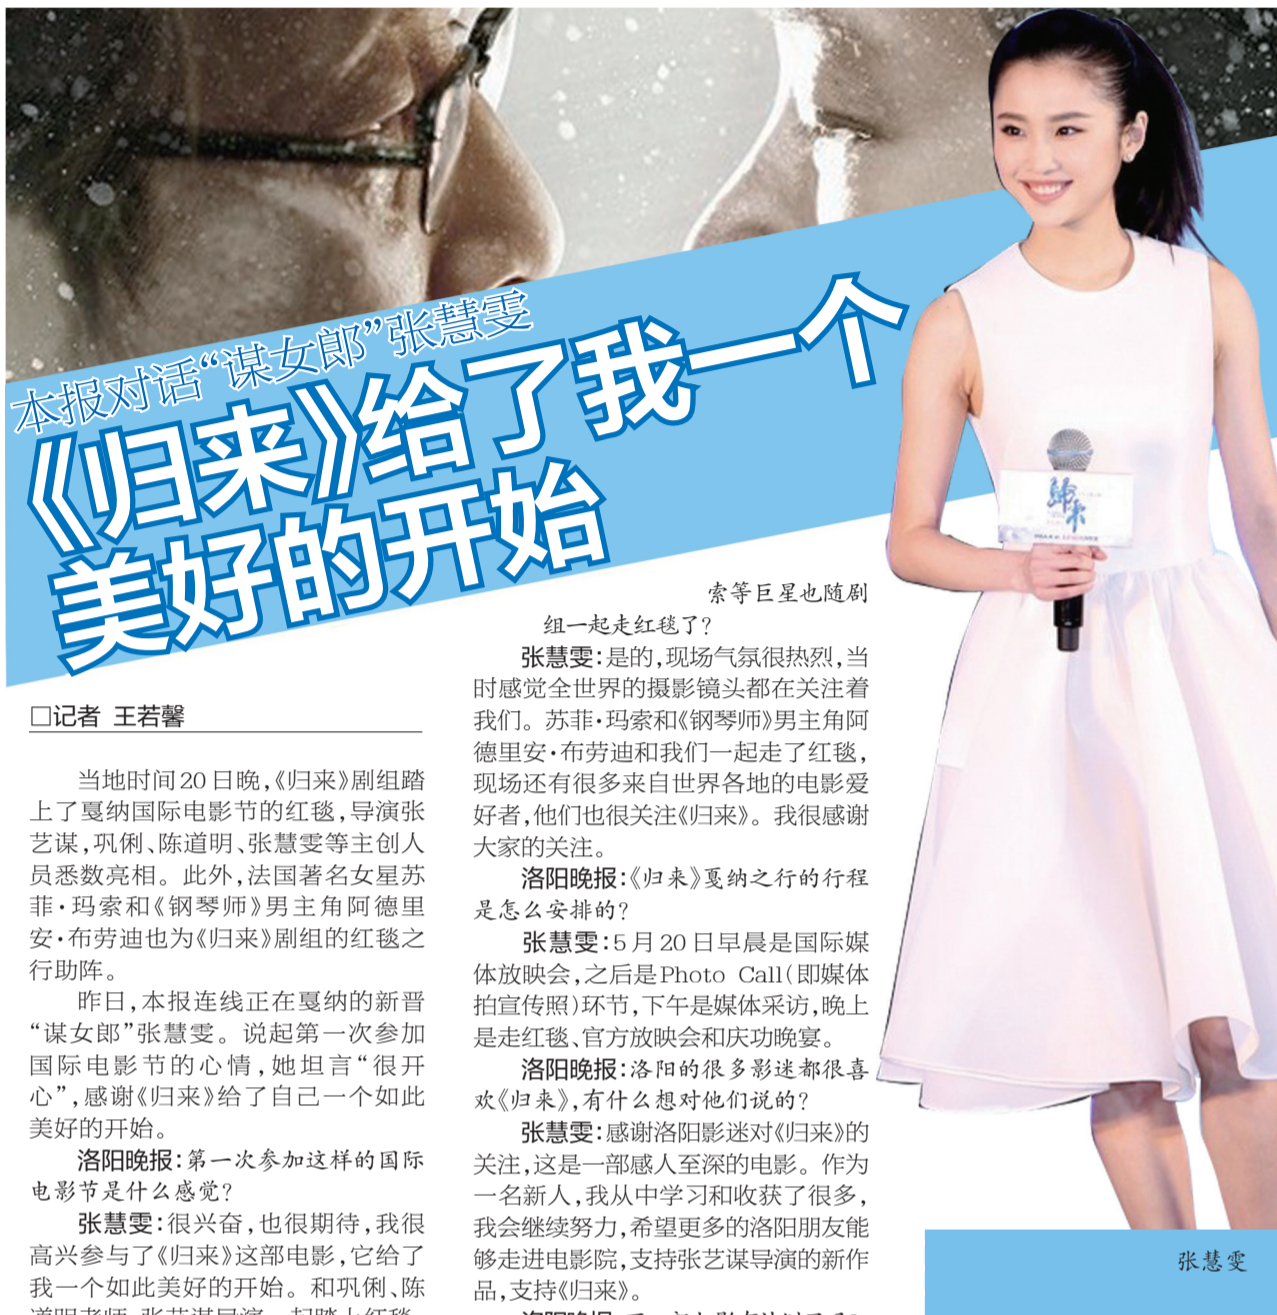 本报对话“谋女郎”张慧雯
《归来》给了我一个
美好的开始
□记者 王若馨
当地时间20日晚，《归来》剧组踏
上了戛纳国际电影节的红毯，导演张
艺谋，巩俐、陈道明、张慧雯等主创人
员悉数亮相。此外，法国著名女星苏
菲·玛索和《钢琴师》男主角阿德里
安·布劳迪也为《归来》剧组的红毯之
行助阵。
昨日，本报连线正在戛纳的新晋
“谋女郎”张慧雯。说起第一次参加
国际电影节的心情，她坦言“很开
心”，感谢《归来》给了自己一个如此
美好的开始。
洛阳晚报：第一次参加这样的国际
电影节是什么感觉？
张慧雯：很兴奋，也很期待，我很
高兴参与了《归来》这部电影，它给了
我一个如此美好的开始。和巩俐、陈
道明老师、张艺谋导演一起踏上红毯，
索等巨星也随剧
组一起走红毯了？
张慧雯：是的，现场气氛很热烈，当
时感觉全世界的摄影镜头都在关注着
我们。苏菲·玛索和《钢琴师》男主角阿
德里安·布劳迪和我们一起走了红毯，
现场还有很多来自世界各地的电影爱
好者，他们也很关注《归来》。我很感谢
大家的关注。
洛阳晚报：《归来》戛纳之行的行程
是怎么安排的？
张慧雯：5月20日早晨是国际媒
体放映会，之后是Photo Call（即媒体
拍宣传照）环节，下午是媒体采访，晚上
是走红毯、官方放映会和庆功晚宴。
洛阳晚报：洛阳的很多影迷都很喜
欢《归来》，有什么想对他们说的？
张慧雯：感谢洛阳影迷对《归来》的
关注，这是一部感人至深的电影。作为
一名新人，我从中学习和收获了很多，
我会继续努力，希望更多的洛阳朋友能
够走进电影院，支持张艺谋导演的新作
品，支持《归来》。
洛阳晚报：
歸来
张慧雯